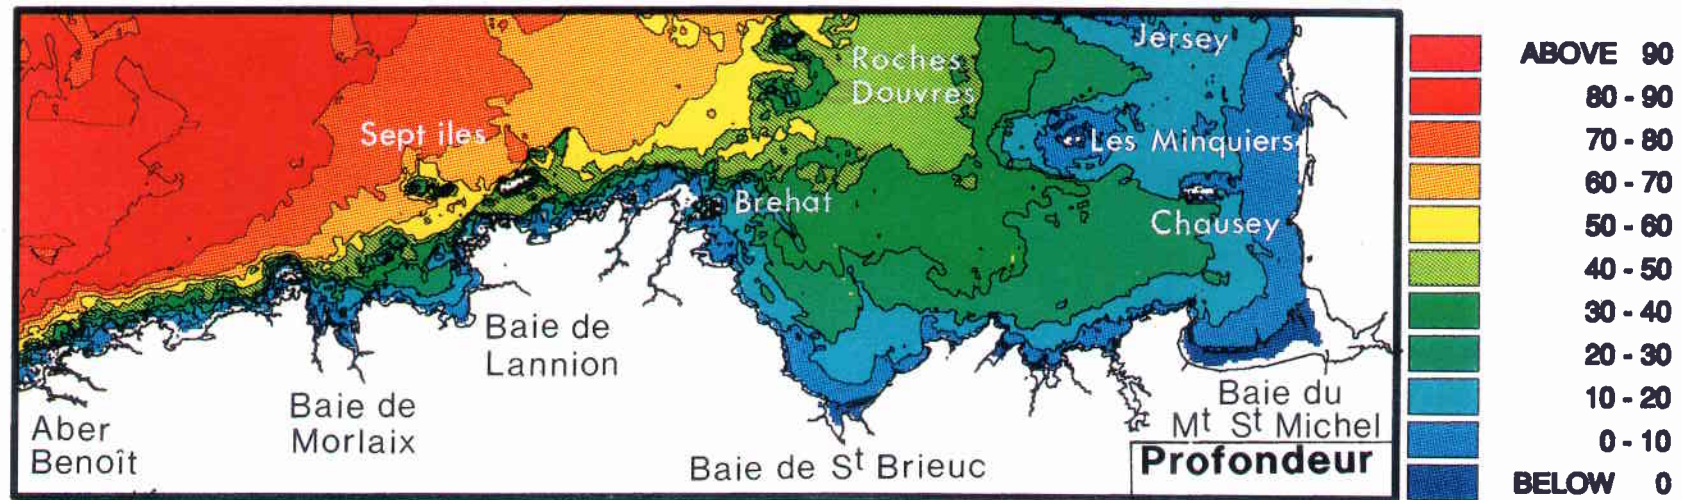 Jersey
Roches
Douvres
Sept iles
Les Minquiers
Brehat
Chausey
Baie de
Lannion
Baie de
Morlaix
Aber
Benoît
Baie de St Brieuc
Baie du
Mt St Michel
Profondeur
ABOVE 90
80 - 90
70 - 80
60 - 70
50 - 60
40 - 50
30 - 40
20 - 30
10 - 20
0 - 10
BELOW 0